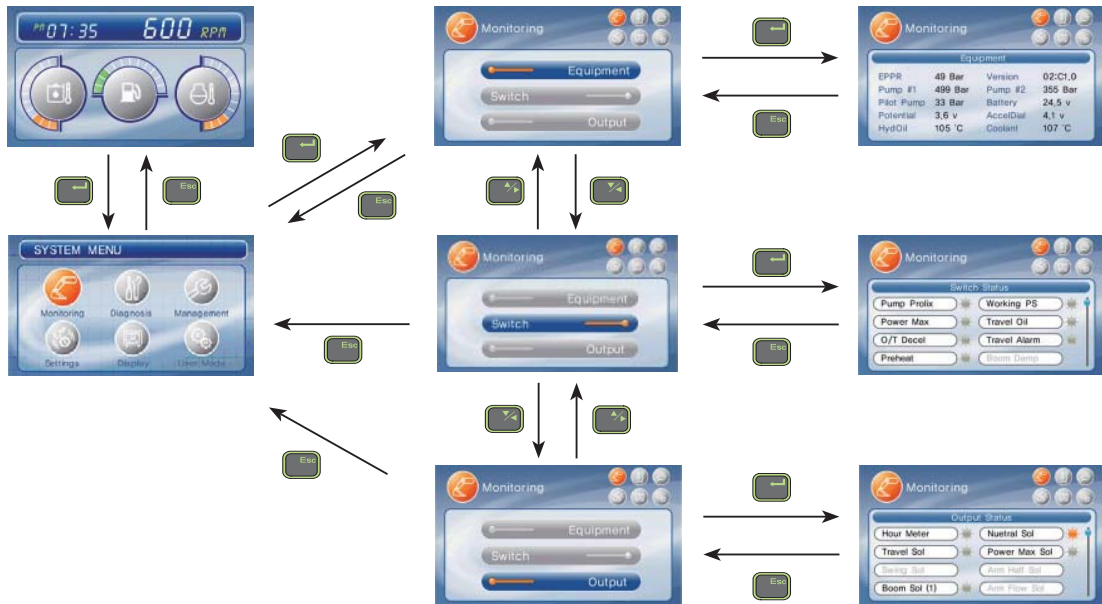 PM 07:35 600 RPM
Monitoring
Equipment
Switch
Output
Esc
Monitoring
Equipment
EPPR 49 Bar Version 02:C1.0
Pump #1 499 Bar Pump #2 355 Bar
Pilot Pump 33 Bar Battery 24,5 v
Potential 3,6 v AccelDial 4,1 v
HydOil 105 °C Coolant 107 °C
Esc
Esc
SYSTEM MENU
Monitoring Diagnosis Management
Settings Display User Mode
Monitoring
Equipment
Switch
Output
Esc
Esc
Monitoring
Switch Status
Pump Prolix Working PS
Power Max Travel Oil
O/T Decel Travel Alarm
Preheat Boom Damp
Esc
Monitoring
Equipment
Switch
Output
Esc
Monitoring
Output Status
Hour Meter Nuetral Sol
Travel Sol Power Max Sol
Swing Sol Arm Half Sol
Boom Sol (1) Arm Flow Sol